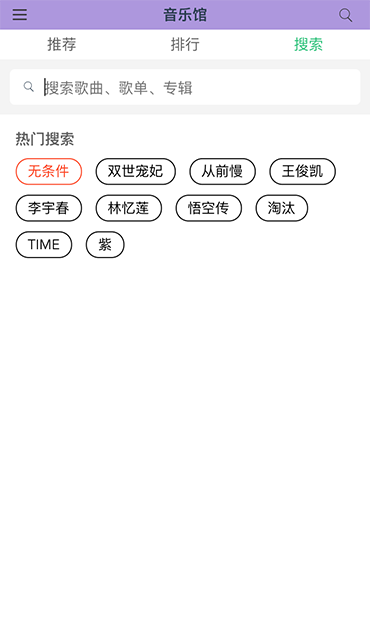 音乐馆
推荐 排行 搜索
搜索歌曲、歌单、专辑
热门搜索
无条件 双世宠妃 从前慢 王俊凯
李宇春 林忆莲 悟空传 淘汰
TIME 紫